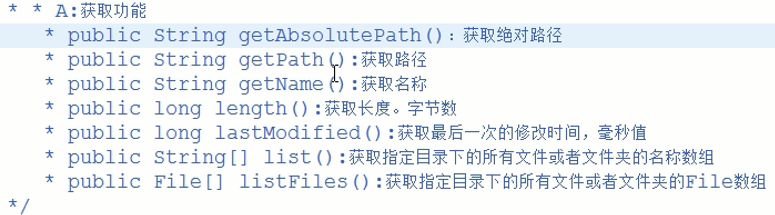 * * A:获取功能
* public String getAbsolutePath()：获取绝对路径
* public String getPath():获取路径
* public String getName():获取名称
* public long length():获取长度。字节数
* public long lastModified():获取最后一次的修改时间，毫秒值
* public String[] list():获取指定目录下的所有文件或者文件夹的名称数组
* public File[] listFiles():获取指定目录下的所有文件或者文件夹的File数组
*/